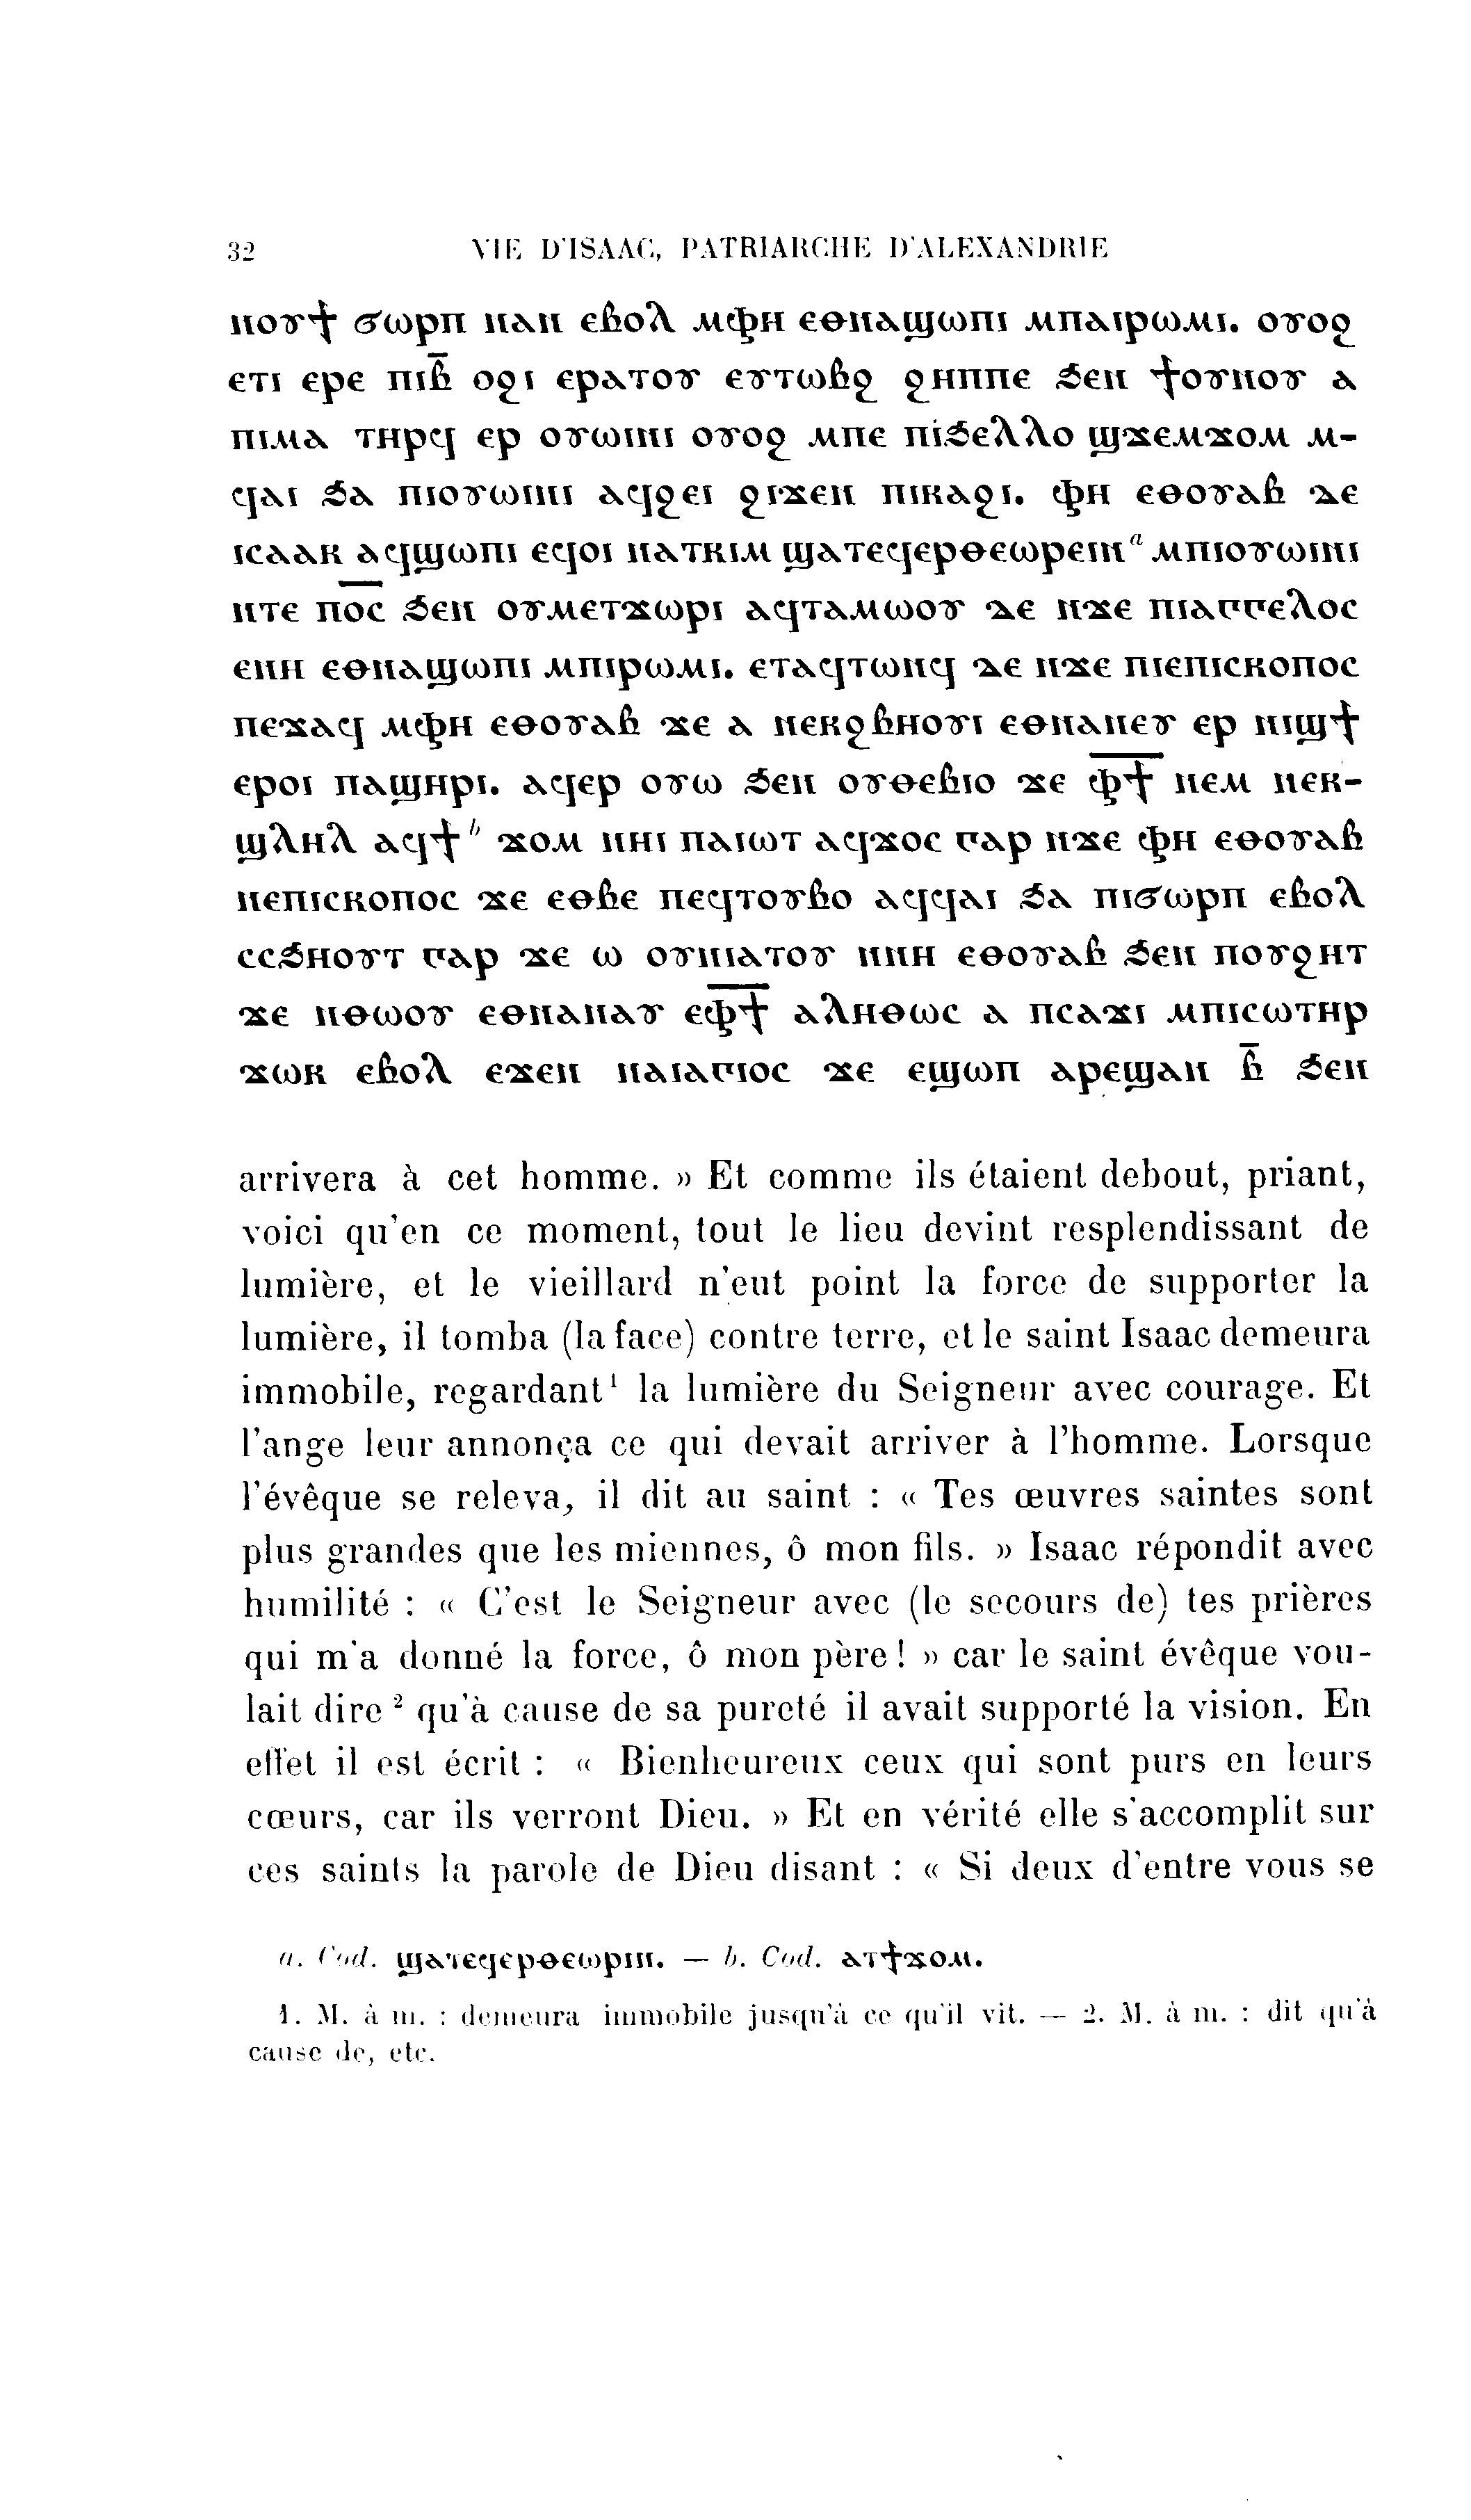 32 VIE D'ISAAC, PATRIARCHE D'ALEXANDRIE
ⲛⲟⲩϯ ϭⲱⲣⲡ ⲛⲁⲛ ⲉⲃⲟⲗ ⲙⲫⲏ ⲉⲑⲛⲁϣⲱⲡⲓ ⲙⲡⲁⲓⲣⲱⲙⲓ. ⲟⲩⲟϩ
ⲉⲧⲓ ⲉⲣⲉ ⲡⲓⲃ̅ ⲟϩⲓ ⲉⲣⲁⲧⲟⲩ ⲉⲩⲧⲱⲃϩ ϩⲏⲡⲡⲉ ϧⲉⲛ ϯⲟⲩⲛⲟⲩ ⲁ
ⲡⲓⲙⲁ ⲧⲏⲣϥ ⲉⲣ ⲟⲩⲱⲓⲛⲓ ⲟⲩⲟϩ ⲙⲡⲉ ⲡⲓϧⲉⲗⲗⲟ ϣϫⲉⲙϫⲟⲙ ⲙ-
ϥⲁⲓ ϧⲁ ⲡⲓⲟⲩⲱⲓⲛⲓ ⲁϥϩⲉⲓ ϩⲓϫⲉⲛ ⲡⲓⲕⲁϩⲓ. ⲫⲏ ⲉⲑⲟⲩⲁⲃ ⲇⲉ
ⲓⲥⲁⲁⲕ ⲁϥϣⲱⲡⲓ ⲉϥⲟⲓ ⲛⲁⲧⲕⲓⲙ ϣⲁⲧⲉϥⲉⲣⲑⲉⲱⲣⲉⲓⲛᵃ ⲙⲡⲓⲟⲩⲱⲓⲛⲓ
ⲛⲧⲉ ⲡⲟ̅ⲥ̅ ϧⲉⲛ ⲟⲩⲙⲉⲧϫⲱⲣⲓ ⲁϥⲧⲁⲙⲱⲟⲩ ⲇⲉ ⲛϫⲉ ⲡⲓⲁⲅⲅⲉⲗⲟⲥ
ⲉⲛⲏ ⲉⲑⲛⲁϣⲱⲡⲓ ⲙⲡⲓⲣⲱⲙⲓ. ⲉⲧⲁϥⲧⲱⲛϥ ⲇⲉ ⲛϫⲉ ⲡⲓⲉⲡⲓⲥⲕⲟⲡⲟⲥ
ⲡⲉϫⲁϥ ⲙⲫⲏ ⲉⲑⲟⲩⲁⲃ ϫⲉ ⲁ ⲛⲉⲕϩⲃⲏⲟⲩⲓ ⲉⲑⲛⲁⲛⲉⲩ ⲉⲣ ⲛⲓϣϯ
ⲉⲣⲟⲓ ⲡⲁϣⲏⲣⲓ. ⲁϥⲉⲣ ⲟⲩⲱ ϧⲉⲛ ⲟⲩⲑⲉⲃⲓⲟ ϫⲉ ⲫ̅ϯ̅ ⲛⲉⲙ ⲛⲉⲕ-
ϣⲗⲏⲗ ⲁϥϯᵇ ϫⲟⲙ ⲛⲏⲓ ⲡⲁⲓⲱⲧ ⲁϥϫⲟⲥ ⲅⲁⲣ ⲛϫⲉ ⲫⲏ ⲉⲑⲟⲩⲁⲃ
ⲛⲉⲡⲓⲥⲕⲟⲡⲟⲥ ϫⲉ ⲉⲑⲃⲉ ⲡⲉϥⲧⲟⲩⲃⲟ ⲁϥϥⲁⲓ ϧⲁ ⲡⲓϭⲱⲣⲡ ⲉⲃⲟⲗ
ⲥⲥϧⲏⲟⲩⲧ ⲅⲁⲣ ϫⲉ ⲱ ⲟⲩⲛⲓⲁⲧⲟⲩ ⲛⲛⲏ ⲉⲑⲟⲩⲁⲃ ϧⲉⲛ ⲡⲟⲩϩⲏⲧ
ϫⲉ ⲛⲑⲱⲟⲩ ⲉⲑⲛⲁⲛⲁⲩ ⲉⲫ̅ϯ̅ ⲁⲗⲏⲑⲱⲥ ⲁ ⲡⲥⲁϫⲓ ⲙⲡⲓⲥⲱⲧⲏⲣ
ϫⲱⲕ ⲉⲃⲟⲗ ⲉϫⲉⲛ ⲛⲁⲓⲁⲅⲓⲟⲥ ϫⲉ ⲉϣⲱⲡ ⲁⲣⲉϣⲁⲛ ⲃ̅ ϧⲉⲛ
arrivera à cet homme. » Et comme ils étaient debout, priant,
voici qu'en ce moment, tout le lieu devint resplendissant de
lumière, et le vieillard n'eut point la force de supporter la
lumière, il tomba (la face) contre terre, et le saint Isaac demeura
immobile, regardant¹ la lumière du Seigneur avec courage. Et
l'ange leur annonça ce qui devait arriver à l'homme. Lorsque
l'évêque se releva, il dit au saint : « Tes œuvres saintes sont
plus grandes que les miennes, ô mon fils. » Isaac répondit avec
humilité : « C'est le Seigneur avec (le secours de) tes prières
qui m'a donné la force, ô mon père ! » car le saint évêque vou-
lait dire ² qu'à cause de sa pureté il avait supporté la vision. En
effet il est écrit : « Bienheureux ceux qui sont purs en leurs
cœurs, car ils verront Dieu. » Et en vérité elle s'accomplit sur
ces saints la parole de Dieu disant : « Si deux d'entre vous se
a. Cod. ϣⲁⲧⲉϥⲉⲣⲑⲉⲱⲣⲓⲛ. — b. Cod. ⲁⲧϯϫⲟⲙ.
1. M. à m. : demeura immobile jusqu'à ce qu'il vit. — 2. M. à m. : dit qu'à
cause de, etc.